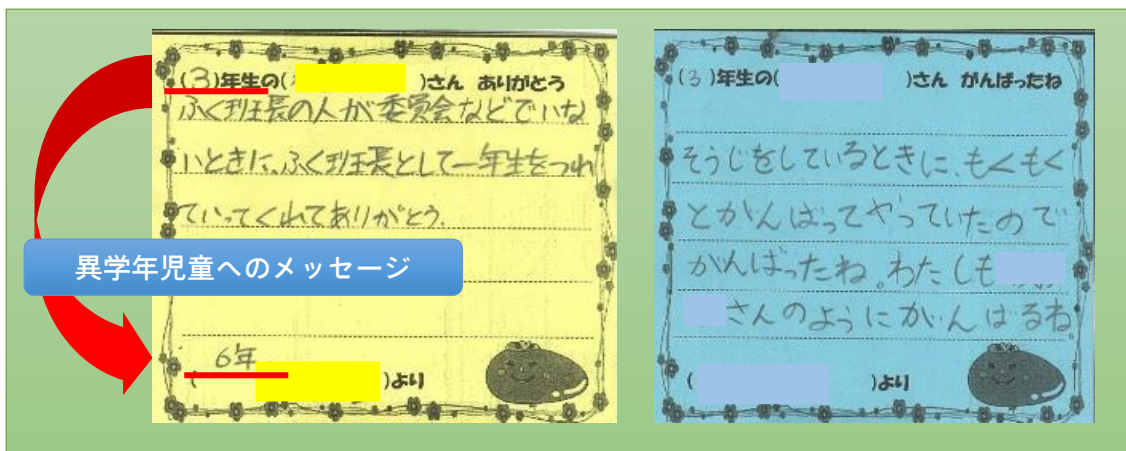 (3)年生の( )さん ありがとう
ふく班長の人が委員会などでいな
いときに、ふく班長として一年生をつれ
ていってくれてありがとう.
6年
( )より
異学年児童へのメッセージ
(3)年生の( )さん がんばったね
そうじをしているときに、もくもく
とがんばってやっていたので
がんばったね。わたしも
さんのようにがんばるね。
( )より